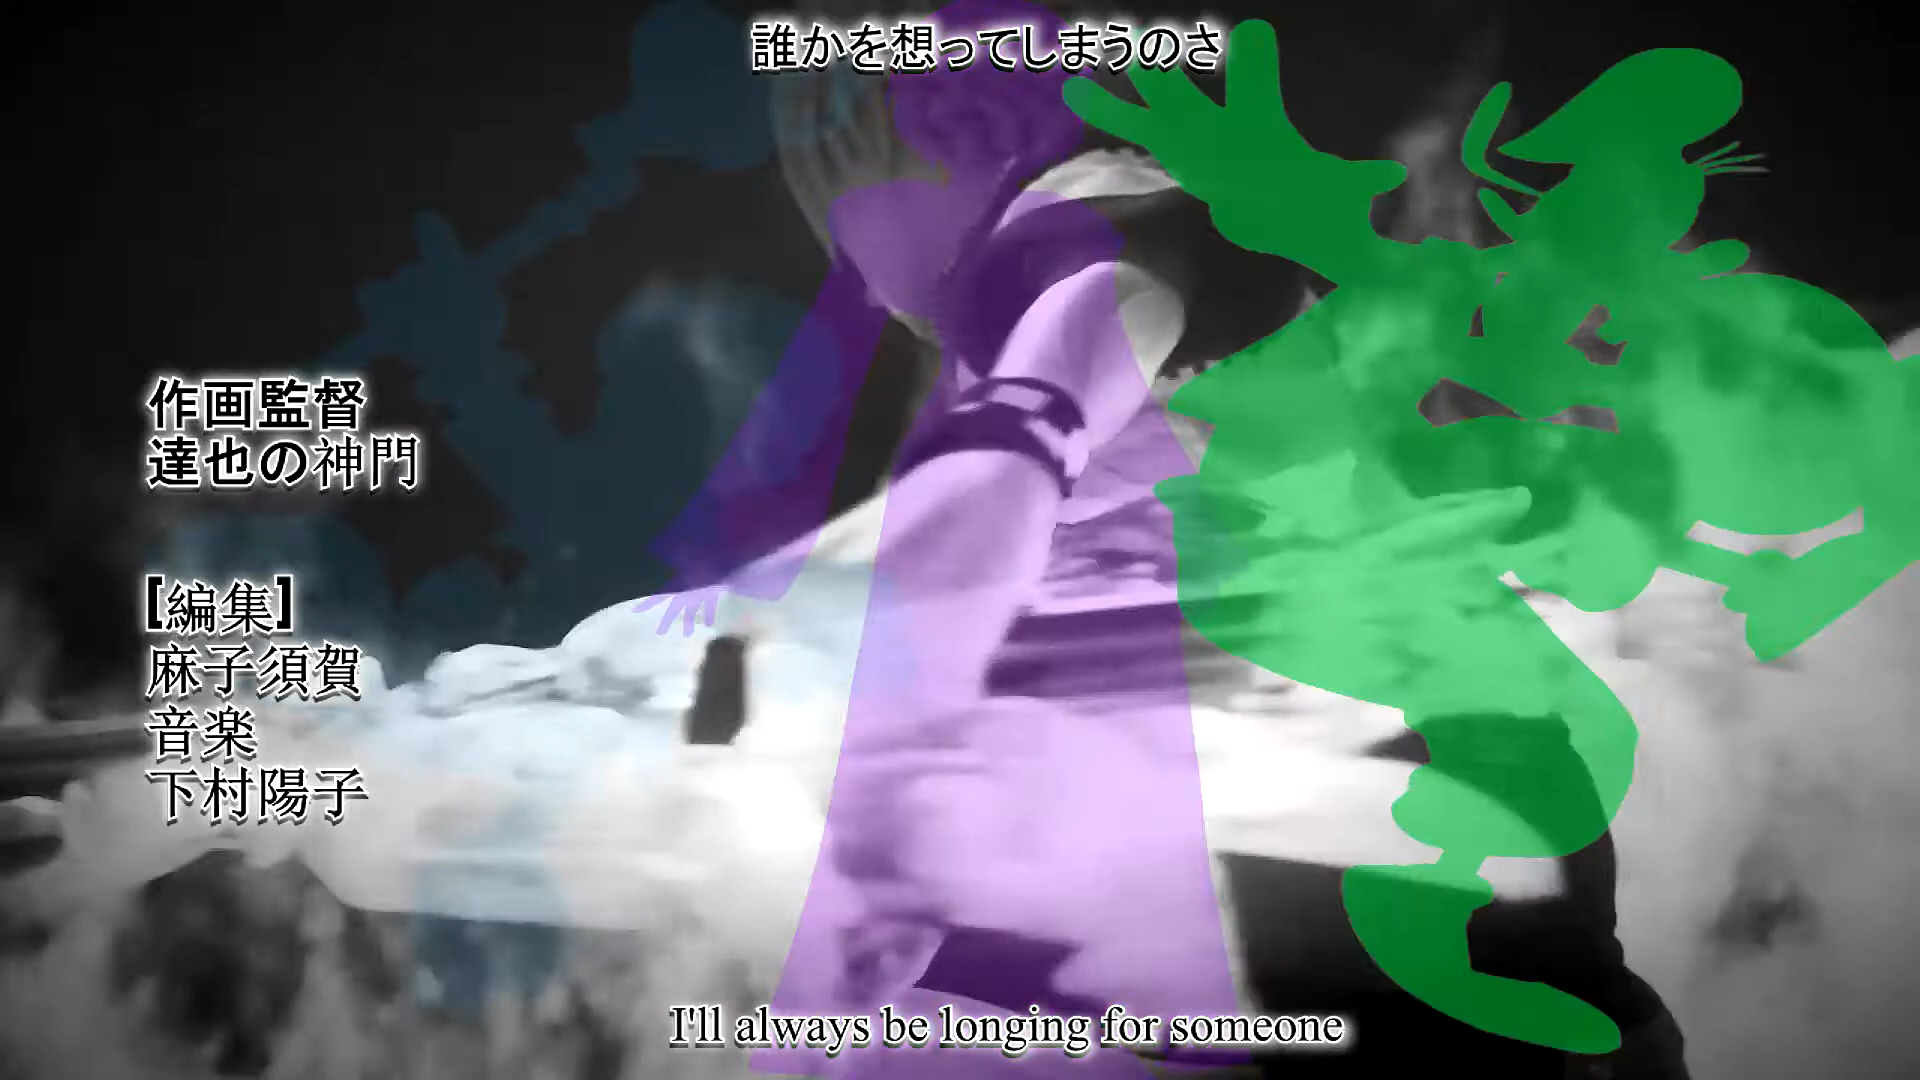 誰かを想ってしまうのさ
作画監督
達也の神門
[編集]
麻子須賀
音楽
下村陽子
I'll always be longing for someone